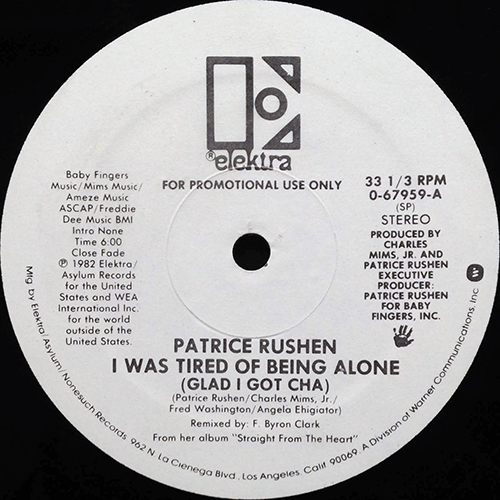 ® elektra
FOR PROMOTIONAL USE ONLY
Baby Fingers
Music/Mims Music/
Ameze Music
ASCAP/Freddie
Dee Music BMI
Intro None
Time 6:00
Close Fade
℗ 1982 Elektra/
Asylum Records
for the United
States and WEA
International Inc.
for the world
outside of the
United States.
33 1/3 RPM
0-67959-A
(SP)
STEREO
PRODUCED BY
CHARLES
MIMS, JR. AND
PATRICE RUSHEN
EXECUTIVE
PRODUCER:
PATRICE RUSHEN
FOR BABY
FINGERS, INC.
PATRICE RUSHEN
I WAS TIRED OF BEING ALONE
(GLAD I GOT CHA)
(Patrice Rushen/Charles Mims, Jr./
Fred Washington/Angela Ehigiator)
Remixed by: F. Byron Clark
From her album "Straight From The Heart"
Mfg by Elektra/Asylum/Nonesuch Records 962 N. La Cienega Blvd., Los Angeles, Calif 90069. A Division of Warner Communications, Inc. W